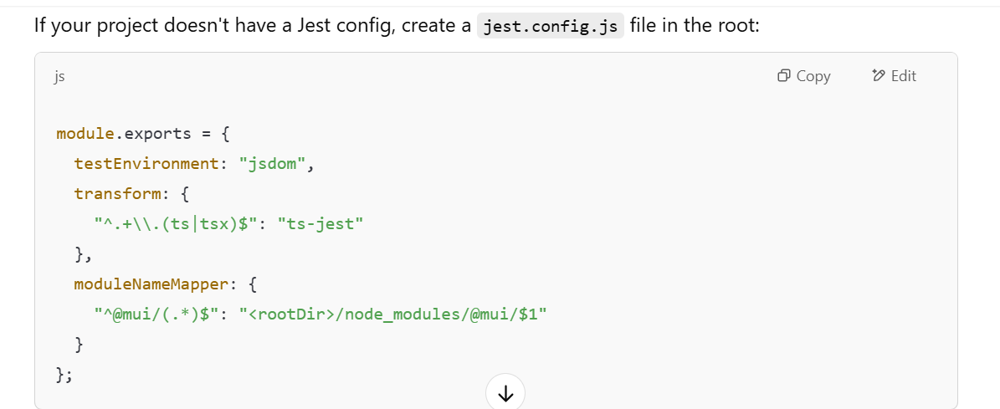 If your project doesn't have a Jest config, create a jest.config.js file in the root:
js Copy Edit
module.exports = {
  testEnvironment: "jsdom",
  transform: {
    "^.+\\.(ts|tsx)$": "ts-jest"
  },
  moduleNameMapper: {
    "^@mui/(.*)$": "<rootDir>/node_modules/@mui/$1"
  }
};